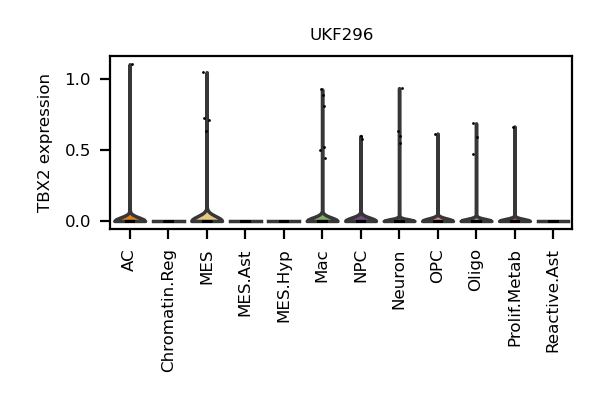 UKF296
TBX2 expression
1.0
0.5
0.0
AC
Chromatin.Reg
MES
MES.Ast
MES.Hyp
Mac
NPC
Neuron
OPC
Oligo
Prolif.Metab
Reactive.Ast